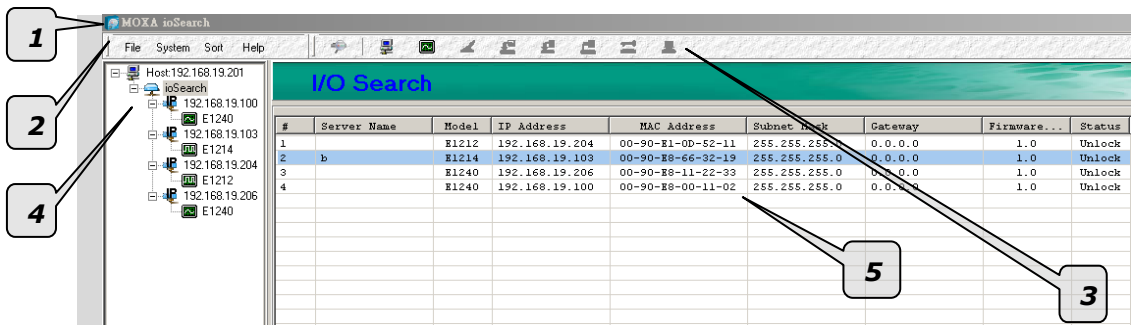 MOXA ioSearch
1
File System Sort Help
Host:192.168.19.201
ioSearch
192.168.19.100
E1240
192.168.19.103
E1214
192.168.19.204
E1212
192.168.19.206
E1240
I/O Search
# Server Name Model IP Address MAC Address Subnet Mask Gateway Firmware... Status
1 E1212 192.168.19.204 00-90-E1-0D-52-11 255.255.255.0 0.0.0.0 1.0 Unlock
2 b E1214 192.168.19.103 00-90-E8-66-32-19 255.255.255.0 0.0.0.0 1.0 Unlock
3 E1240 192.168.19.206 00-90-E8-11-22-33 255.255.255.0 0.0.0.0 1.0 Unlock
4 E1240 192.168.19.100 00-90-E8-00-11-02 255.255.255.0 0.0.0.0 1.0 Unlock
2
4
5
3